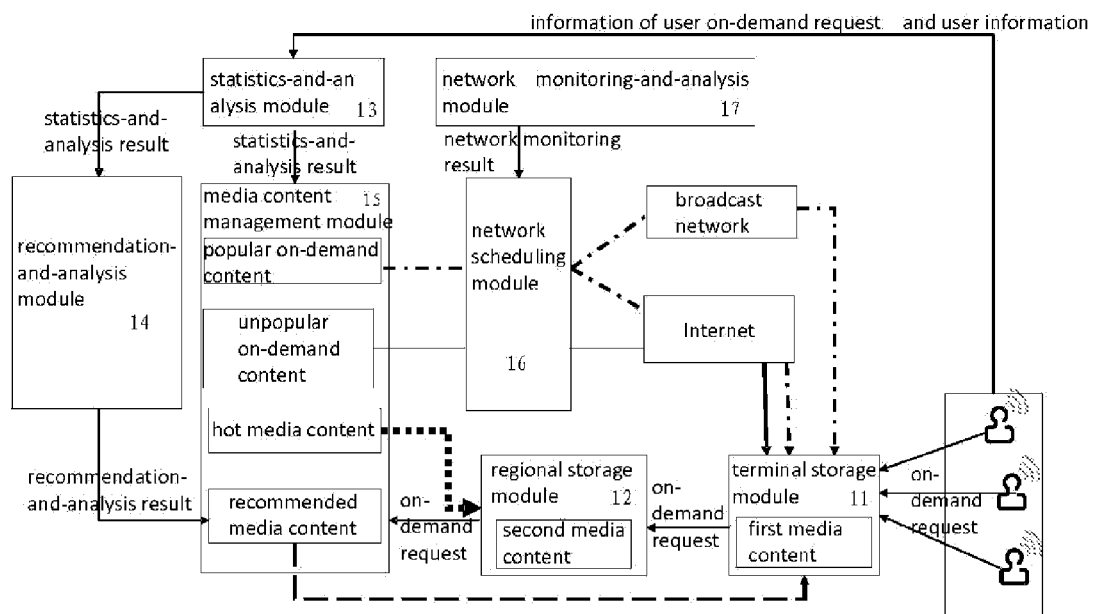 information of user on-demand request and user information
statistics-and-an
alysis module 13
network monitoring-and-analysis
module 17
statistics-and-
analysis result
statistics-and-
analysis result
network monitoring
result
media content 15
management module
popular on-demand
content
unpopular
on-demand
content
hot media content
recommended
media content
recommendation-
and-analysis
module
14
recommendation-
and-analysis result
network
scheduling
module
16
broadcast
network
Internet
regional storage
module 12
second media
content
terminal storage
module 11
first media
content
on-
demand
request
on-
demand
request
on-
demand
request